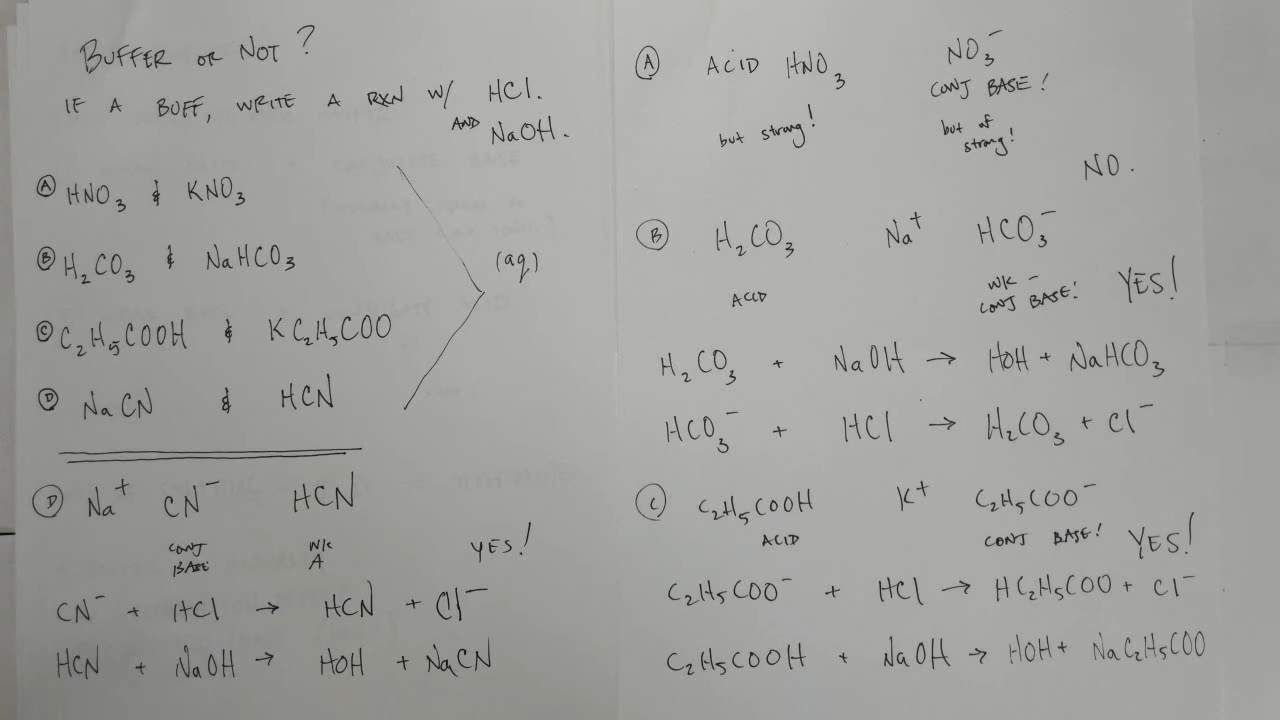 BUFFER OR NOT?
IF A BUFF, WRITE A RXN W/ HCl.
AND NaOH.
Ⓐ HNO₃ & KNO₃
Ⓑ H₂CO₃ & NaHCO₃
(aq)
Ⓒ C₂H₅COOH & KC₂H₅COO
Ⓓ NaCN & HCN
Ⓓ Na⁺ CN⁻ HCN
CONJ BASE WK A YES!
CN⁻ + HCl → HCN + Cl⁻
HCN + NaOH → HOH + NaCN
Ⓐ ACID HNO₃ NO₃⁻
CONJ BASE!
but strong! but of strong!
NO.
Ⓑ H₂CO₃ Na⁺ HCO₃⁻
ACID WK – CONJ BASE! YES!
H₂CO₃ + NaOH → HOH + NaHCO₃
HCO₃⁻ + HCl → H₂CO₃ + Cl⁻
Ⓒ C₂H₅COOH K⁺ C₂H₅COO⁻
ACID CONJ BASE! YES!
C₂H₅COO⁻ + HCl → HC₂H₅COO + Cl⁻
C₂H₅COOH + NaOH → HOH + NaC₂H₅COO